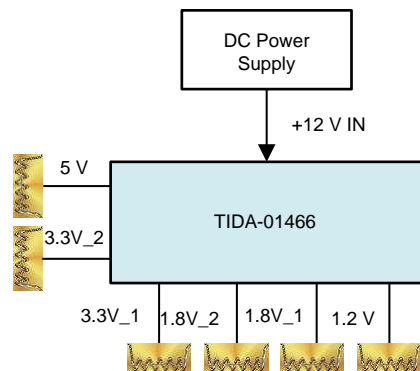 DC Power
Supply
+12 V IN
5 V
TIDA-01466
3.3V_2
3.3V_1
1.8V_2
1.8V_1
1.2 V